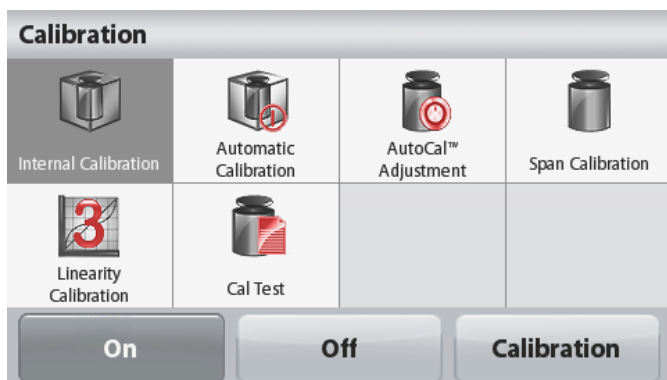 Calibration
Internal Calibration
Automatic
Calibration
AutoCal™
Adjustment
Span Calibration
3
Linearity
Calibration
Cal Test
On
Off
Calibration